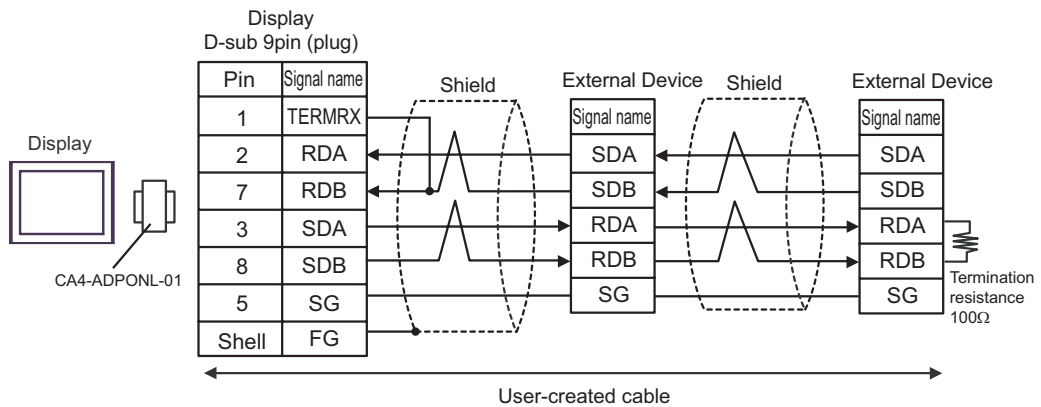 Display
D-sub 9pin (plug)
Pin Signal name
1 TERMRX
2 RDA
7 RDB
3 SDA
8 SDB
5 SG
Shell FG
Display
CA4-ADPONL-01
Shield
External Device
Signal name
SDA
SDB
RDA
RDB
SG
Shield
External Device
Signal name
SDA
SDB
RDA
RDB
SG
Termination
resistance
100Ω
User-created cable